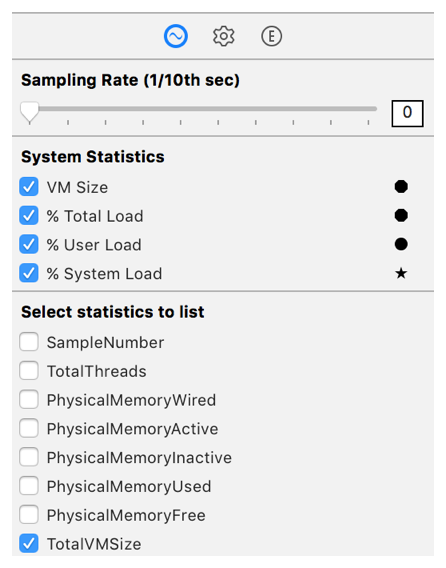 E
Sampling Rate (1/10th sec)
0
System Statistics
VM Size
% Total Load
% User Load
% System Load
Select statistics to list
SampleNumber
TotalThreads
PhysicalMemoryWired
PhysicalMemoryActive
PhysicalMemoryInactive
PhysicalMemoryUsed
PhysicalMemoryFree
TotalVMSize